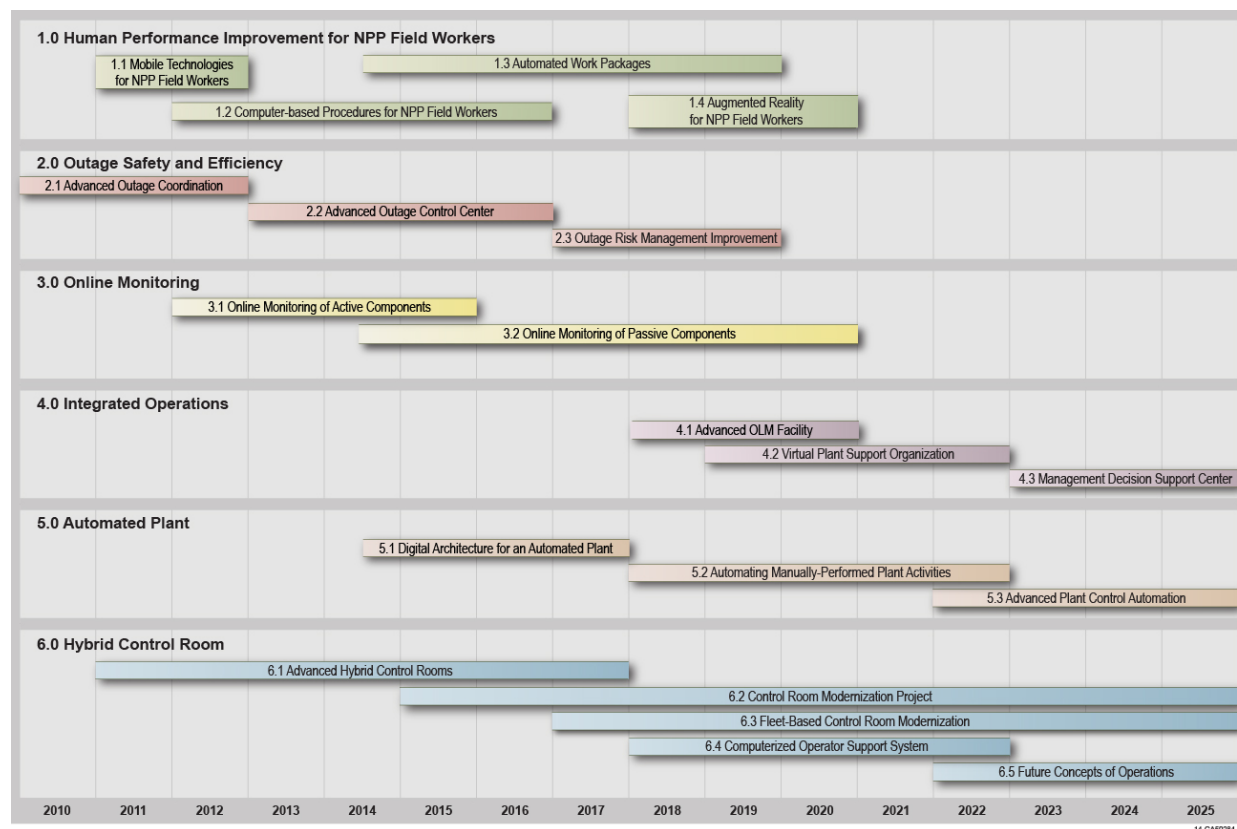 1.0 Human Performance Improvement for NPP Field Workers
1.1 Mobile Technologies
for NPP Field Workers
1.3 Automated Work Packages
1.2 Computer-based Procedures for NPP Field Workers
1.4 Augmented Reality
for NPP Field Workers
2.0 Outage Safety and Efficiency
2.1 Advanced Outage Coordination
2.2 Advanced Outage Control Center
2.3 Outage Risk Management Improvement
3.0 Online Monitoring
3.1 Online Monitoring of Active Components
3.2 Online Monitoring of Passive Components
4.0 Integrated Operations
4.1 Advanced OLM Facility
4.2 Virtual Plant Support Organization
4.3 Management Decision Support Center
5.0 Automated Plant
5.1 Digital Architecture for an Automated Plant
5.2 Automating Manually-Performed Plant Activities
5.3 Advanced Plant Control Automation
6.0 Hybrid Control Room
6.1 Advanced Hybrid Control Rooms
6.2 Control Room Modernization Project
6.3 Fleet-Based Control Room Modernization
6.4 Computerized Operator Support System
6.5 Future Concepts of Operations
2010 2011 2012 2013 2014 2015 2016 2017 2018 2019 2020 2021 2022 2023 2024 2025